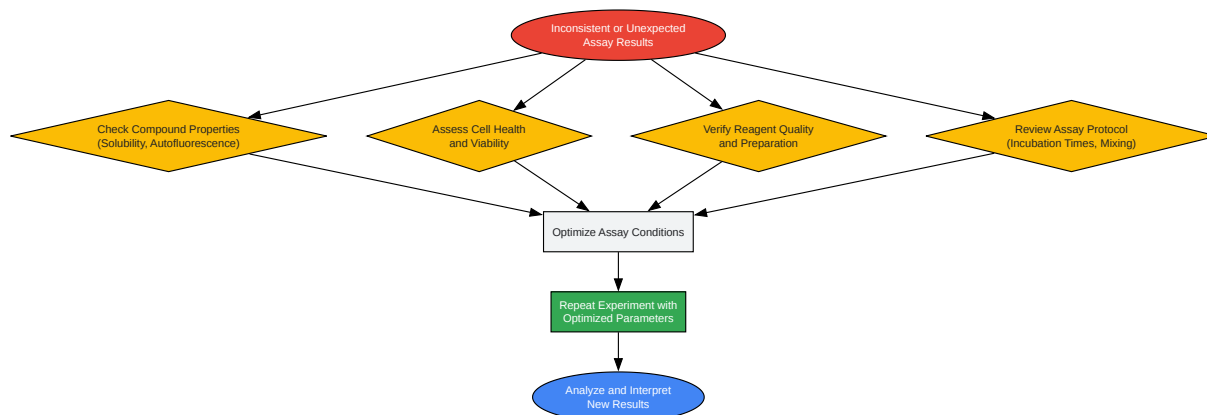 Inconsistent or Unexpected
Assay Results
Check Compound Properties
(Solubility, Autofluorescence)
Assess Cell Health
and Viability
Verify Reagent Quality
and Preparation
Review Assay Protocol
(Incubation Times, Mixing)
Optimize Assay Conditions
Repeat Experiment with
Optimized Parameters
Analyze and Interpret
New Results